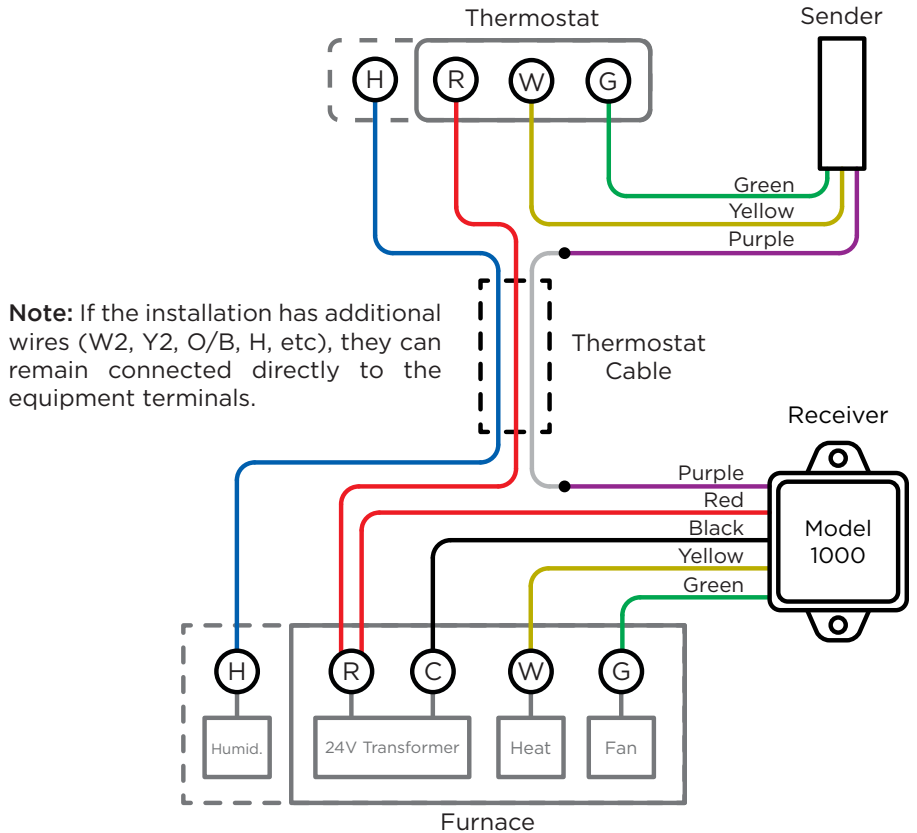 Thermostat
Sender
H
R
W
G
Green
Yellow
Purple
Note: If the installation has additional
wires (W2, Y2, O/B, H, etc), they can
remain connected directly to the
equipment terminals.
Thermostat
Cable
Receiver
Purple
Red
Black
Yellow
Green
Model
1000
H
R
C
W
G
Humid.
24V Transformer
Heat
Fan
Furnace